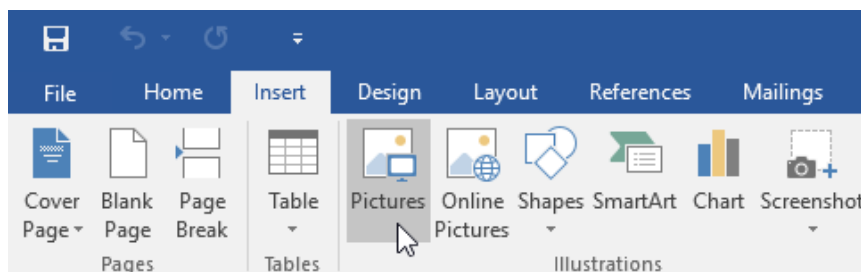 File Home Insert Design Layout References Mailings
Cover Blank Page Table Pictures Online Shapes SmartArt Chart Screenshot
Page Page Break Pictures
Pages Tables Illustrations